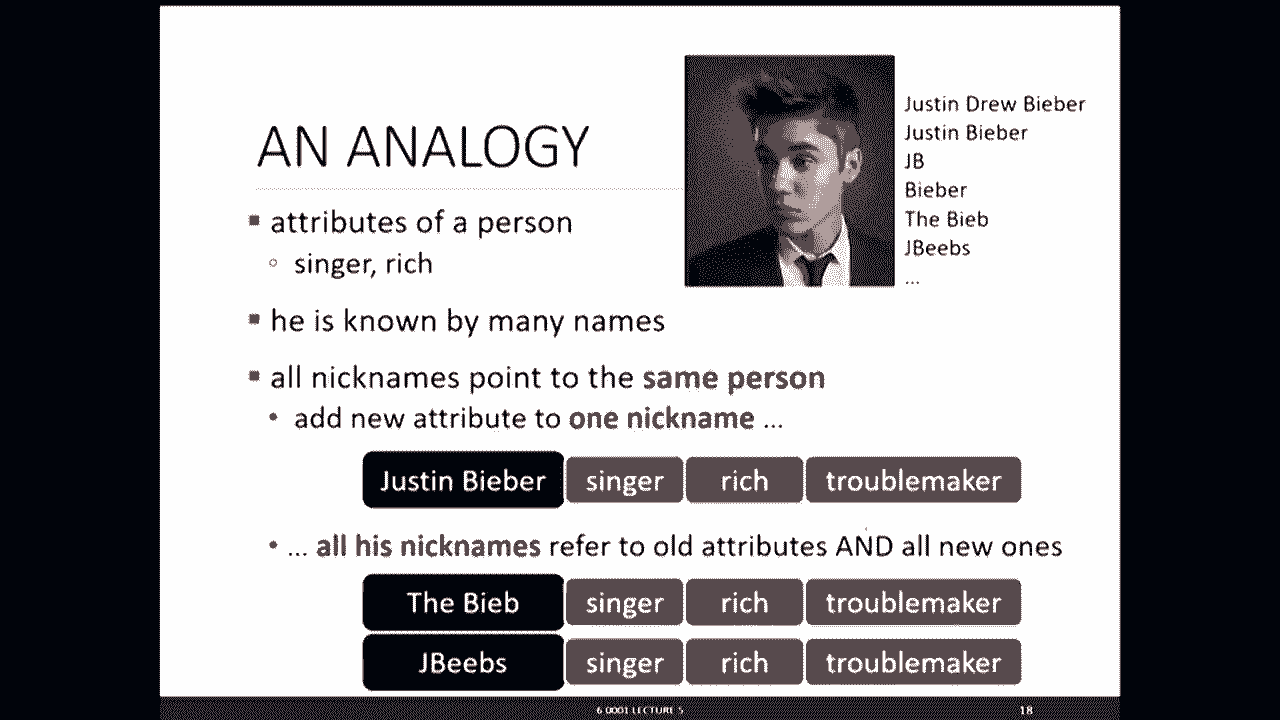 AN ANALOGY
Justin Drew Bieber
Justin Bieber
JB
Bieber
The Bieb
JBeebs
...
▪ attributes of a person
◦ singer, rich
▪ he is known by many names
▪ all nicknames point to the same person
• add new attribute to one nickname ...
Justin Bieber singer rich troublemaker
• ... all his nicknames refer to old attributes AND all new ones
The Bieb singer rich troublemaker
JBeebs singer rich troublemaker
6.0001 LECTURE 5
18